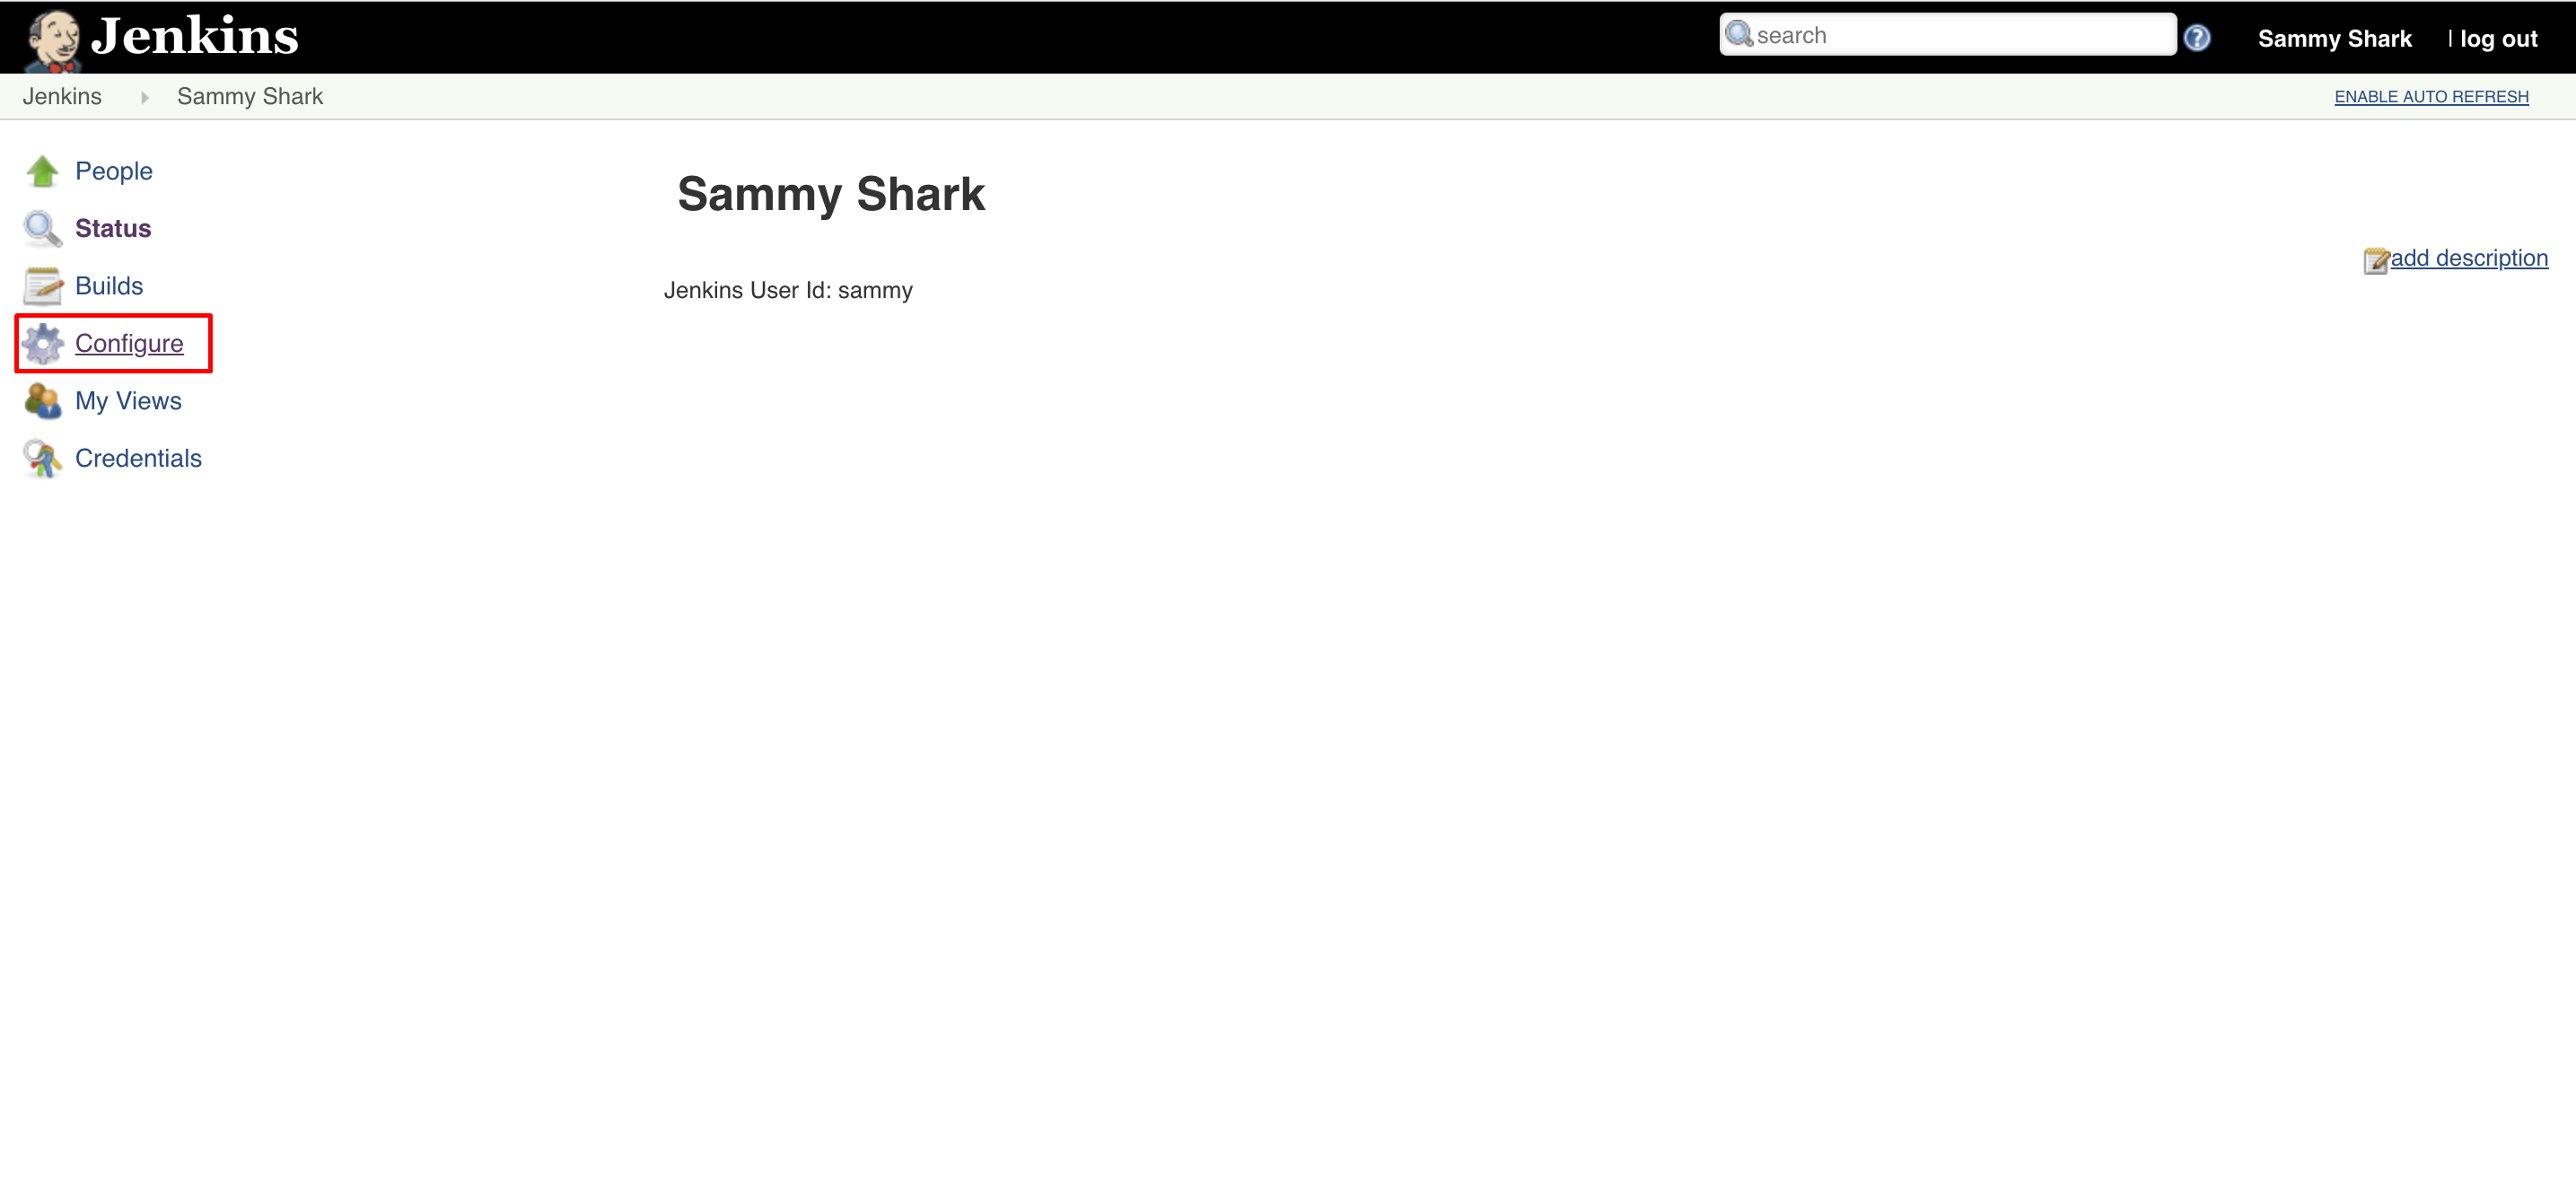 Jenkins
search
?
Sammy Shark | log out
Jenkins Sammy Shark
ENABLE AUTO REFRESH
People
Status
Builds
Configure
My Views
Credentials
Sammy Shark
add description
Jenkins User Id: sammy